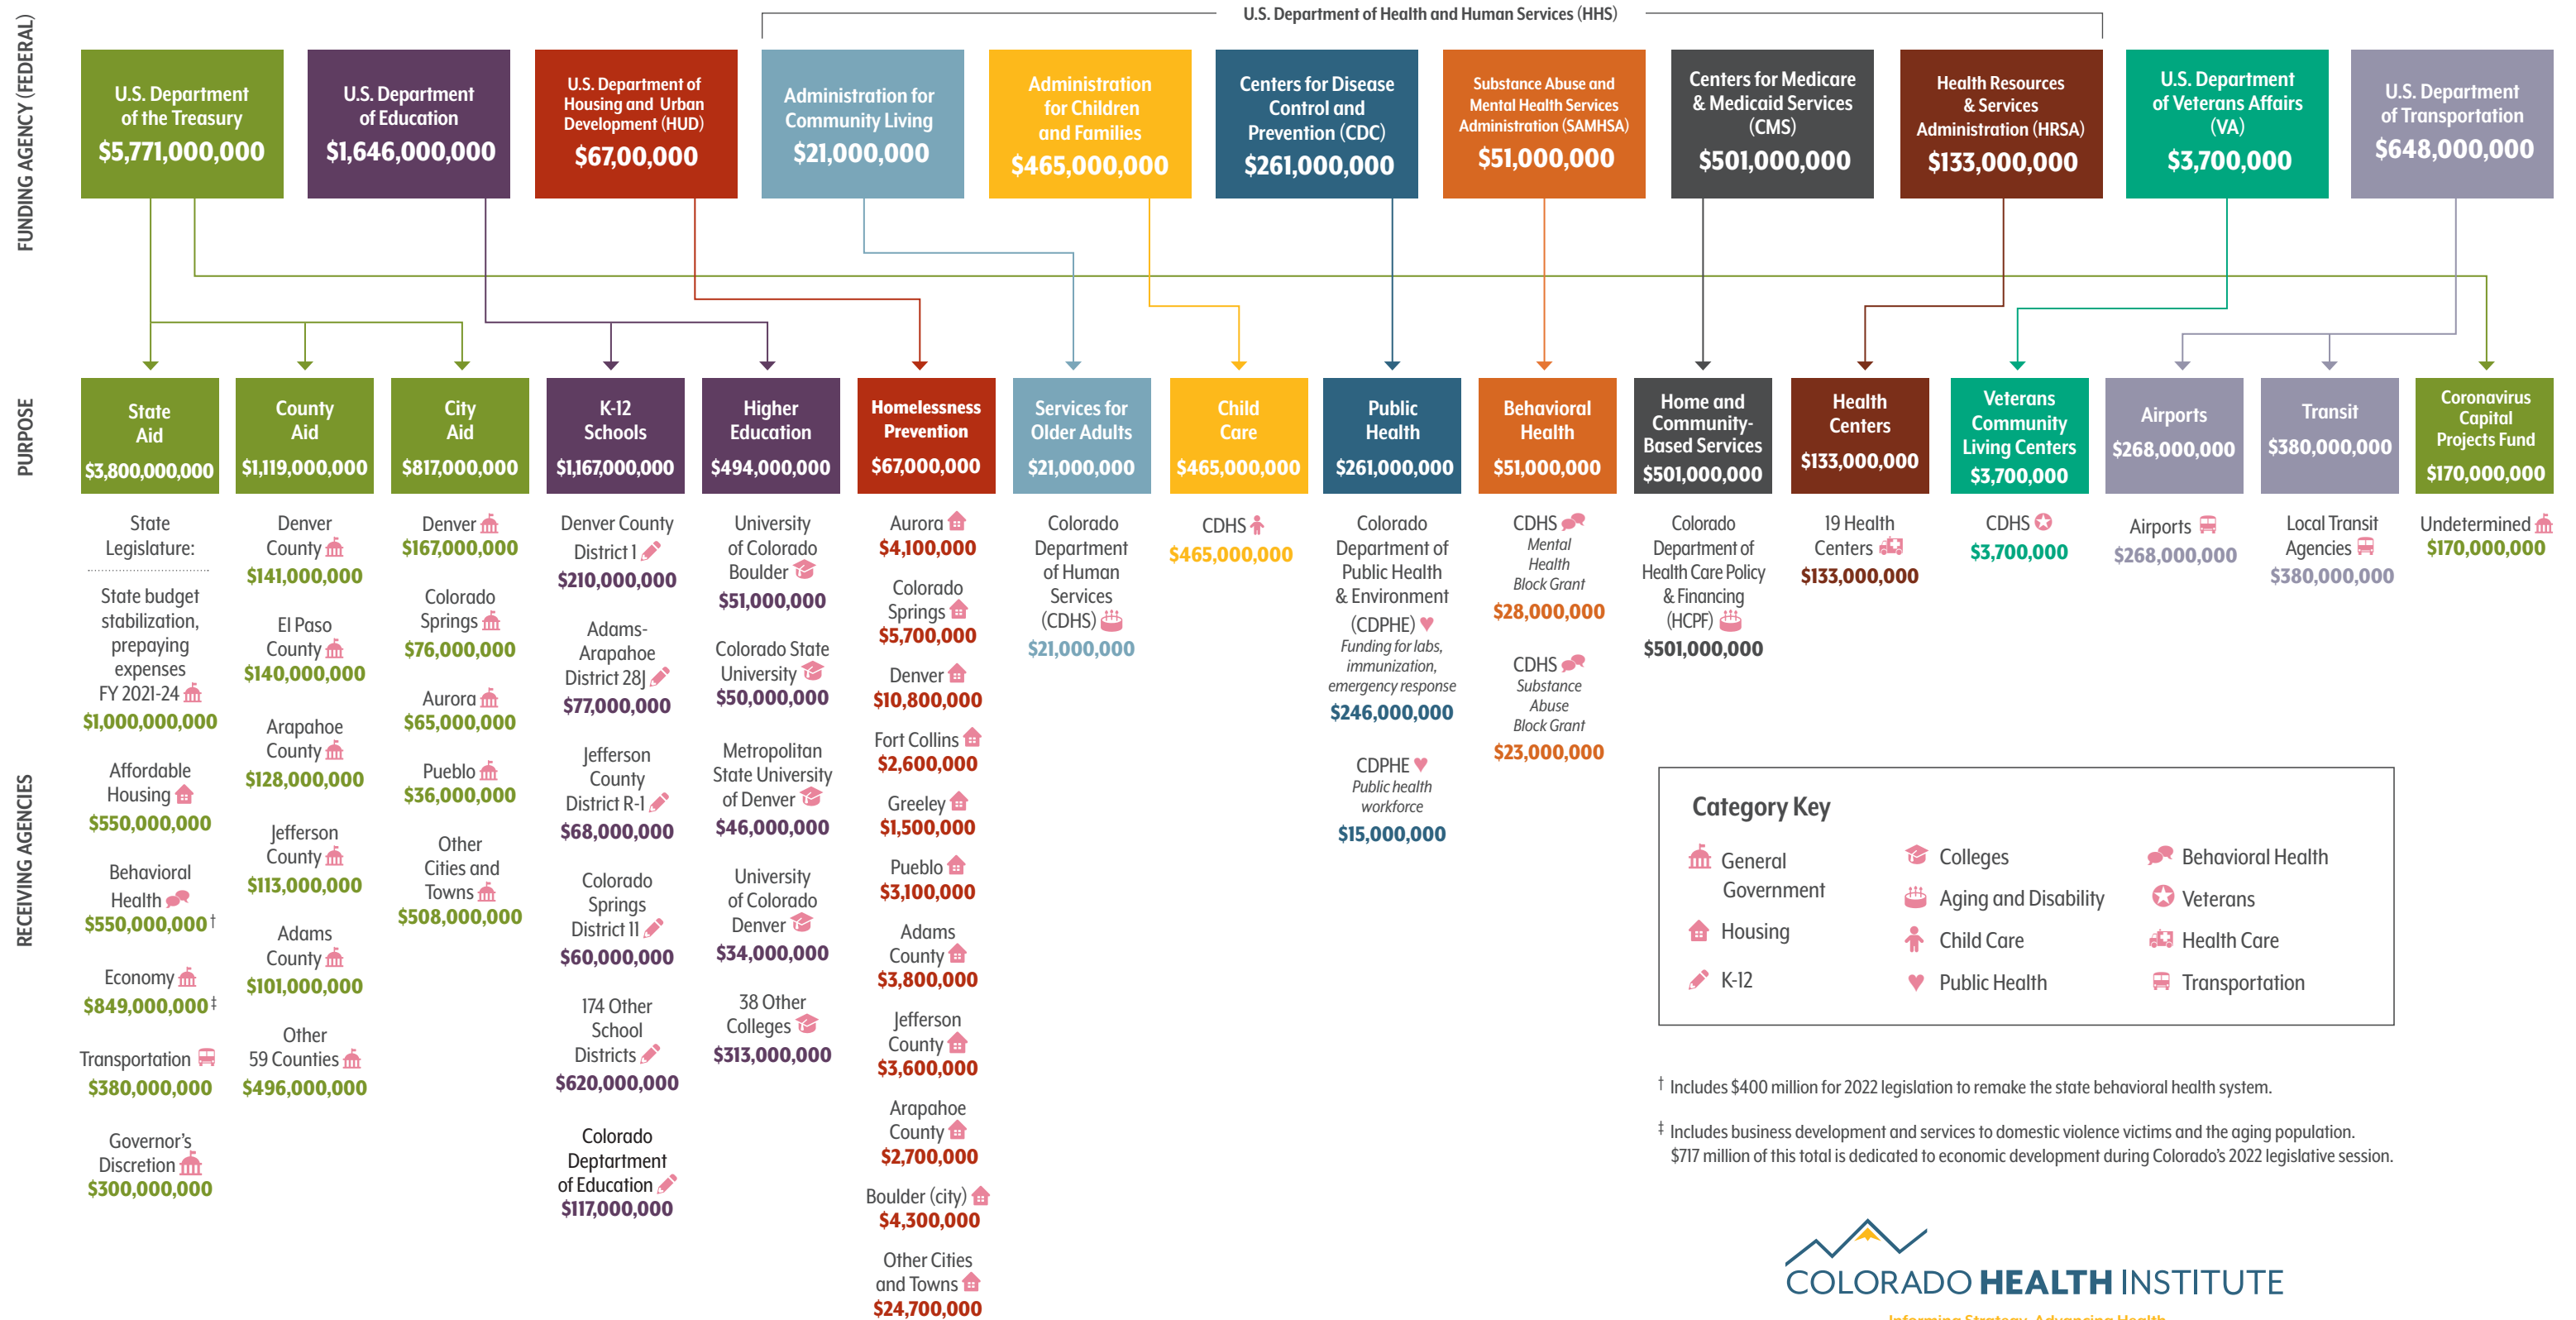 U.S. Department of Health and Human Services (HHS)
FUNDING AGENCY (FEDERAL)
U.S. Department
of the Treasury
$5,771,000,000
U.S. Department
of Education
$1,646,000,000
U.S. Department of
Housing and Urban
Development (HUD)
$67,00,000
Administration for
Community Living
$21,000,000
Administration
for Children
and Families
$465,000,000
Centers for Disease
Control and
Prevention (CDC)
$261,000,000
Substance Abuse and
Mental Health Services
Administration (SAMHSA)
$51,000,000
Centers for Medicare
& Medicaid Services
(CMS)
$501,000,000
Health Resources
& Services
Administration (HRSA)
$133,000,000
U.S. Department
of Veterans Affairs
(VA)
$3,700,000
U.S. Department
of Transportation
$648,000,000
PURPOSE
State
Aid
$3,800,000,000
County
Aid
$1,119,000,000
City
Aid
$817,000,000
K-12
Schools
$1,167,000,000
Higher
Education
$494,000,000
Homelessness
Prevention
$67,000,000
Services for
Older Adults
$21,000,000
Child
Care
$465,000,000
Public
Health
$261,000,000
Behavioral
Health
$51,000,000
Home and
Community-
Based Services
$501,000,000
Health
Centers
$133,000,000
Veterans
Community
Living Centers
$3,700,000
Airports
$268,000,000
Transit
$380,000,000
Coronavirus
Capital
Projects Fund
$170,000,000
RECEIVING AGENCIES
State
Legislature:
State budget
stabilization,
prepaying
expenses
FY 2021-24
$1,000,000,000
Affordable
Housing
$550,000,000
Behavioral
Health
$550,000,000†
Economy
$849,000,000‡
Transportation
$380,000,000
Governor's
Discretion
$300,000,000
Denver
County
$141,000,000
El Paso
County
$140,000,000
Arapahoe
County
$128,000,000
Jefferson
County
$113,000,000
Adams
County
$101,000,000
Other
59 Counties
$496,000,000
Denver
$167,000,000
Colorado
Springs
$76,000,000
Aurora
$65,000,000
Pueblo
$36,000,000
Other
Cities and
Towns
$508,000,000
Denver County
District 1
$210,000,000
Adams-
Arapahoe
District 28J
$77,000,000
Jefferson
County
District R-1
$68,000,000
Colorado
Springs
District 11
$60,000,000
174 Other
School
Districts
$620,000,000
Colorado
Deptartment
of Education
$117,000,000
University
of Colorado
Boulder
$51,000,000
Colorado State
University
$50,000,000
Metropolitan
State University
of Denver
$46,000,000
University
of Colorado
Denver
$34,000,000
38 Other
Colleges
$313,000,000
Aurora
$4,100,000
Colorado
Springs
$5,700,000
Denver
$10,800,000
Fort Collins
$2,600,000
Greeley
$1,500,000
Pueblo
$3,100,000
Adams
County
$3,800,000
Jefferson
County
$3,600,000
Arapahoe
County
$2,700,000
Boulder (city)
$4,300,000
Other Cities
and Towns
$24,700,000
Colorado
Department
of Human
Services
(CDHS)
$21,000,000
CDHS
$465,000,000
Colorado
Department of
Public Health
& Environment
(CDPHE)
Funding for labs,
immunization,
emergency response
$246,000,000
CDPHE
Public health
workforce
$15,000,000
CDHS
Mental
Health
Block Grant
$28,000,000
CDHS
Substance
Abuse
Block Grant
$23,000,000
Colorado
Department of
Health Care Policy
& Financing
(HCPF)
$501,000,000
19 Health
Centers
$133,000,000
CDHS
$3,700,000
Airports
$268,000,000
Local Transit
Agencies
$380,000,000
Undetermined
$170,000,000
Category Key
General
Government
Housing
K-12
Colleges
Aging and Disability
Child Care
Public Health
Behavioral Health
Veterans
Health Care
Transportation
† Includes $400 million for 2022 legislation to remake the state behavioral health system.
‡ Includes business development and services to domestic violence victims and the aging population.
$717 million of this total is dedicated to economic development during Colorado's 2022 legislative session.
COLORADO HEALTH INSTITUTE
Informing Strategy. Advancing Health.